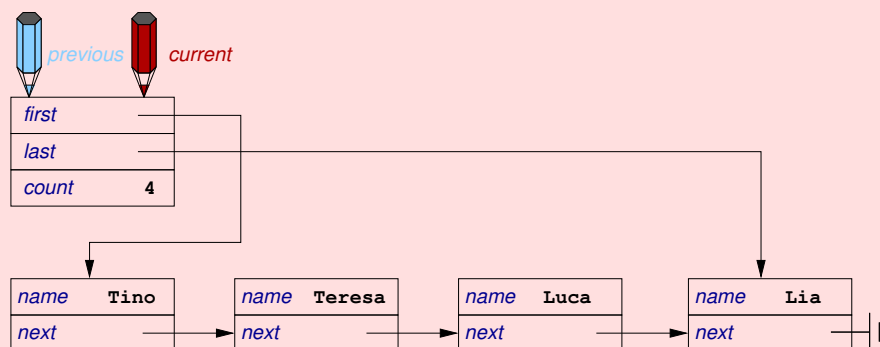 previous current
first
last
count 4
name Tino name Teresa name Luca name Lia
next next next next